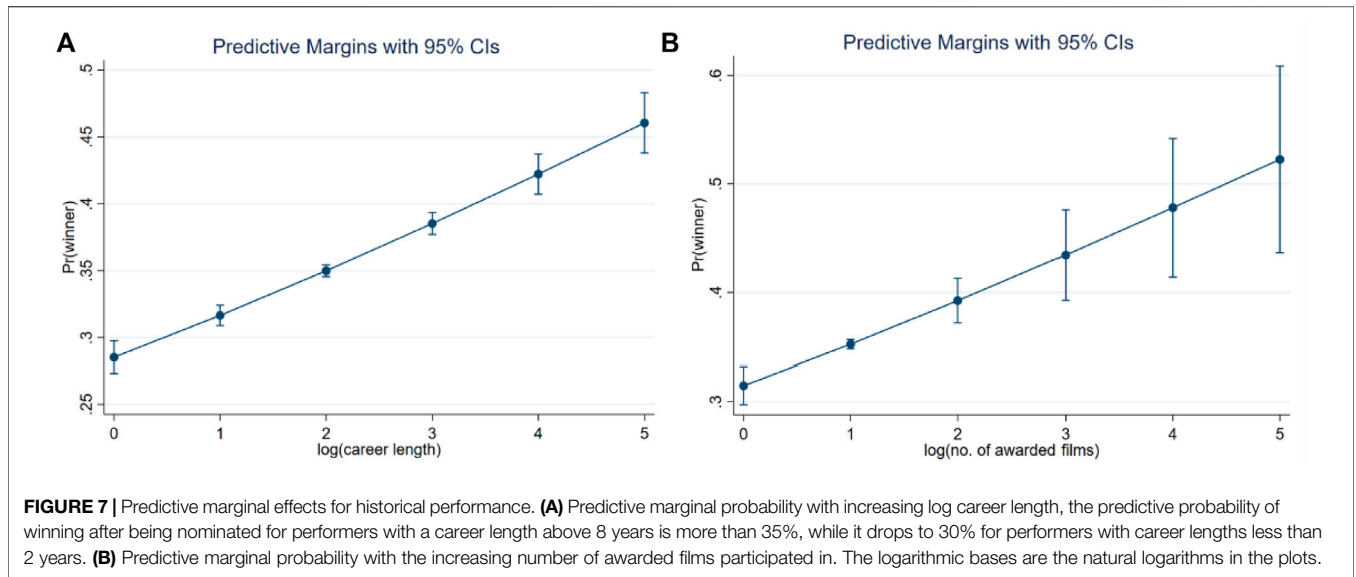 A
Predictive Margins with 95% CIs
.5
.45
.4
.35
.3
.25
Pr(winner)
0 1 2 3 4 5
log(career length)
B
Predictive Margins with 95% CIs
.6
.5
.4
.3
Pr(winner)
0 1 2 3 4 5
log(no. of awarded films)
FIGURE 7 | Predictive marginal effects for historical performance. (A) Predictive marginal probability with increasing log career length, the predictive probability of
winning after being nominated for performers with a career length above 8 years is more than 35%, while it drops to 30% for performers with career lengths less than
2 years. (B) Predictive marginal probability with the increasing number of awarded films participated in. The logarithmic bases are the natural logarithms in the plots.